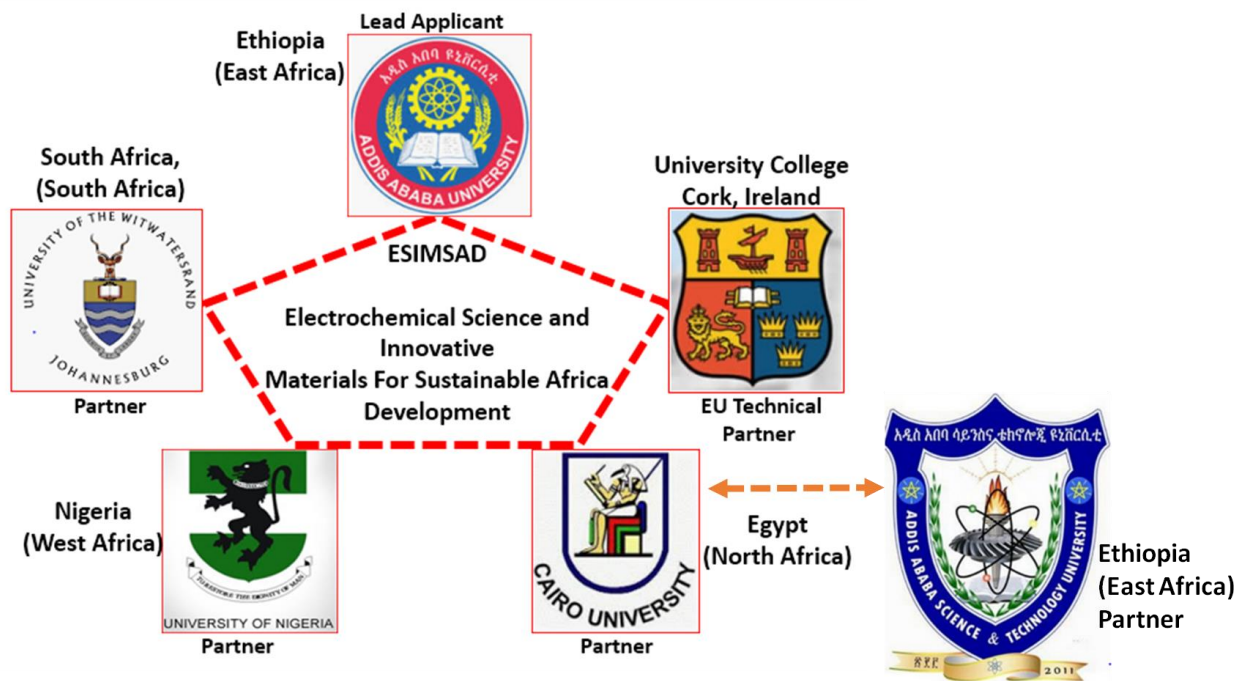 Lead Applicant
Ethiopia
(East Africa)
አዲስ አበባ ዩኒቨርሲቲ
ADDIS ABABA UNIVERSITY
South Africa,
(South Africa)
UNIVERSITY OF THE WITWATERSRAND
JOHANNESBURG
Partner
University College
Cork, Ireland
EU Technical
Partner
ESIMSAD
Electrochemical Science and
Innovative
Materials For Sustainable Africa
Development
Nigeria
(West Africa)
TO RESTORE THE DIGNITY OF MAN
UNIVERSITY OF NIGERIA
Partner
CAIRO UNIVERSITY
Partner
Egypt
(North Africa)
አዲስ አበባ ሳይንስና ቴክኖሎጂ ዩኒቨርሲቲ
ADDIS ABABA SCIENCE & TECHNOLOGY UNIVERSITY
2011
Ethiopia
(East Africa)
Partner